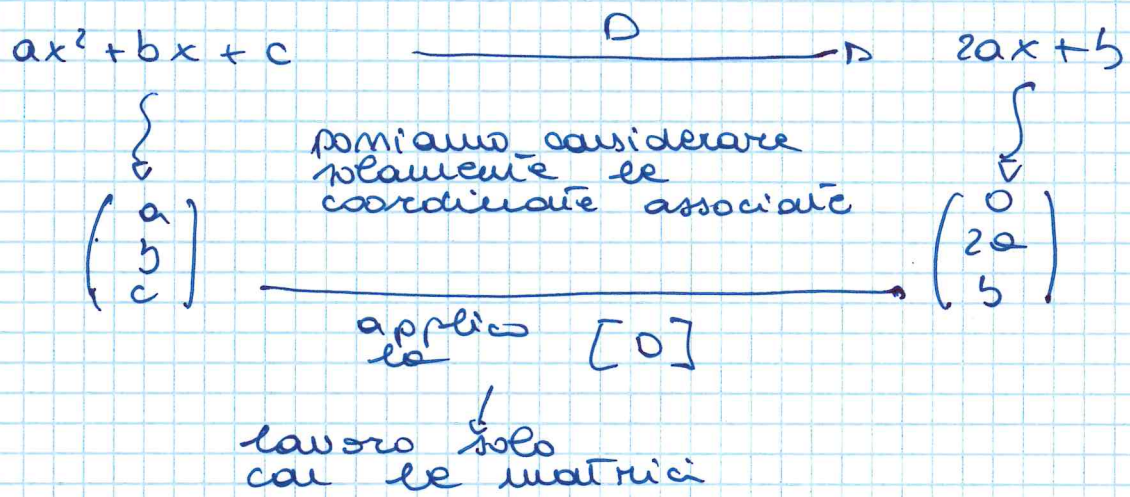 ax² + bx + c D 2ax + b
possiamo considerare
solamente le
coordinate associate
( a b c ) ( 0 2a b )
applico
la [D]
lavoro solo
con le matrici